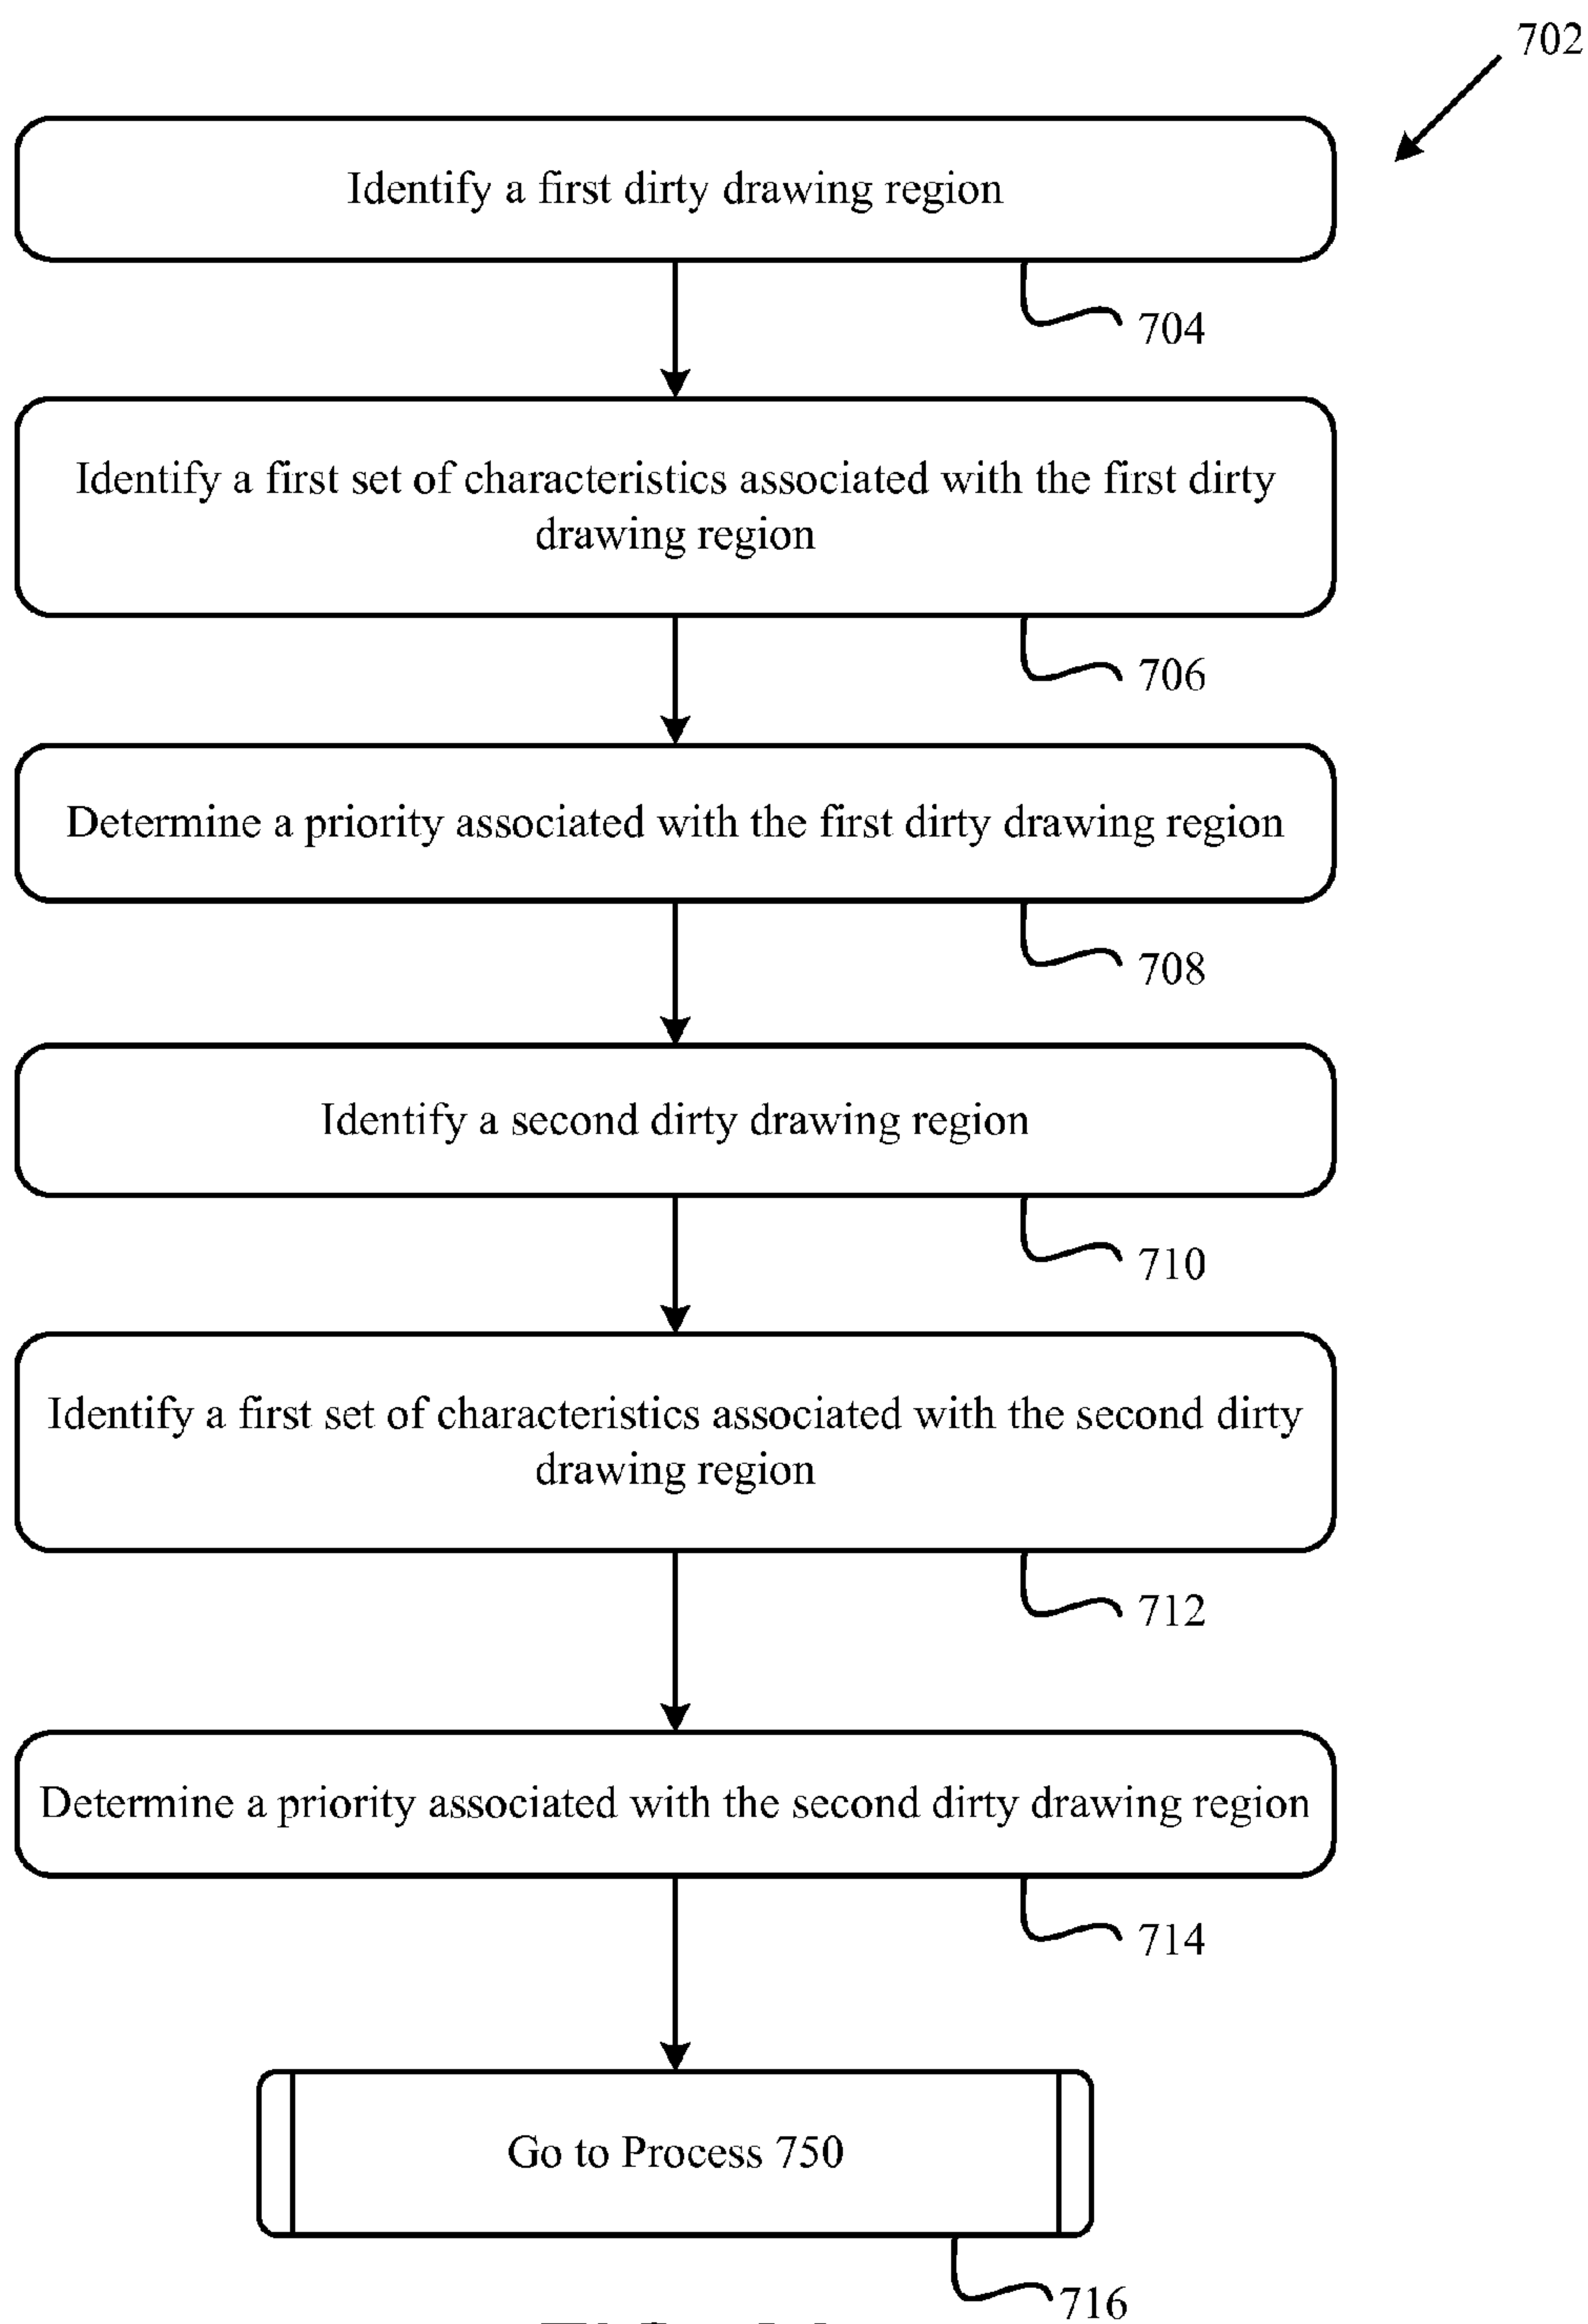 702
Identify a first dirty drawing region
704
Identify a first set of characteristics associated with the first dirty
drawing region
706
Determine a priority associated with the first dirty drawing region
708
Identify a second dirty drawing region
710
Identify a first set of characteristics associated with the second dirty
drawing region
712
Determine a priority associated with the second dirty drawing region
714
Go to Process 750
716